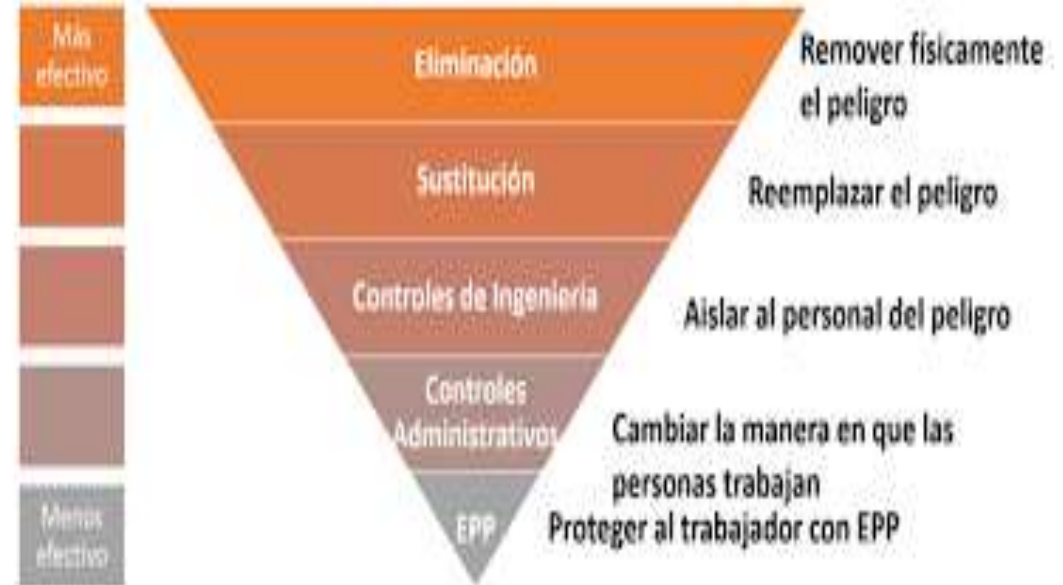 Más
efectivo
Eliminación
Remover físicamente
el peligro
Sustitución
Reemplazar el peligro
Controles de Ingeniería
Aislar al personal del peligro
Controles
Administrativos
Cambiar la manera en que las
personas trabajan
Menos
efectivo
EPP
Proteger al trabajador con EPP